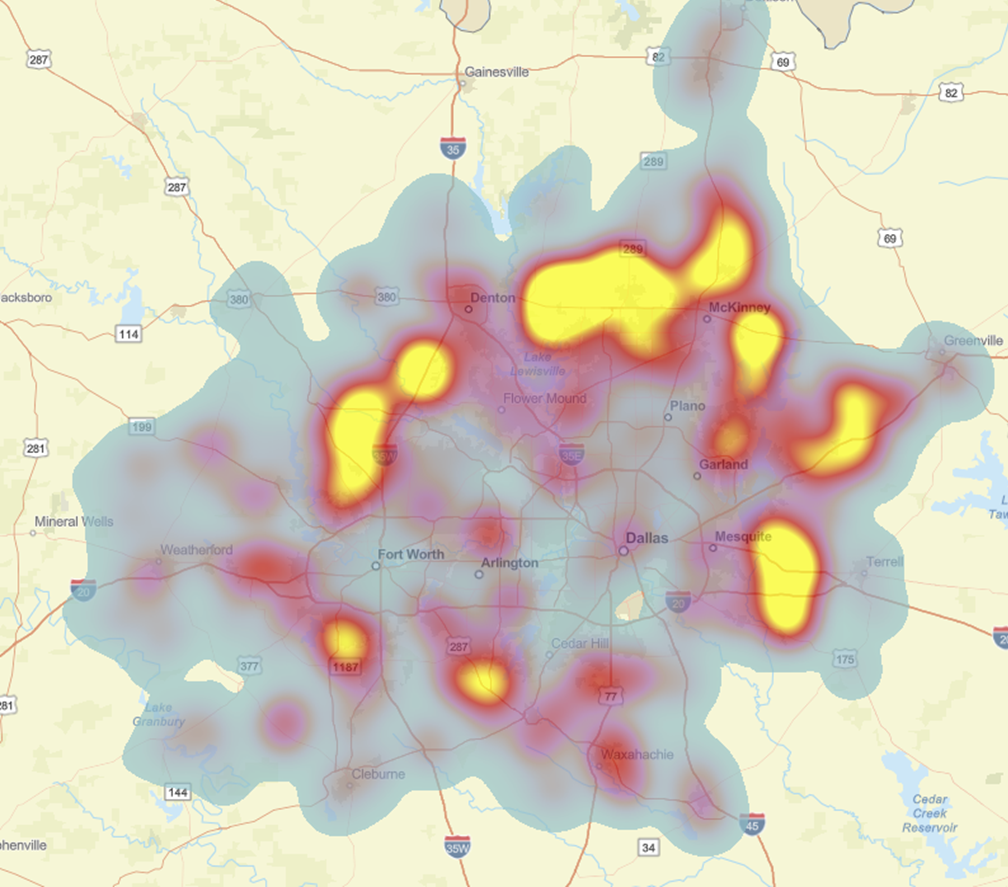 82
69
287
Gainesville
82
35
289
287
69
289
380
380
acksboro
Denton
McKinney
114
Greenville
Lake
Lewisville
Flower Mound
Plano
199
281
35W
35E
Garland
Mineral Wells
Dallas
Mesquite
Weatherford
Fort Worth
Arlington
Terrell
20
20
20
287
Cedar Hill
377
1187
175
77
281
Lake
Granbury
Waxahachie
Cleburne
144
Cedar
Creek
Reservoir
45
henville
35W
34